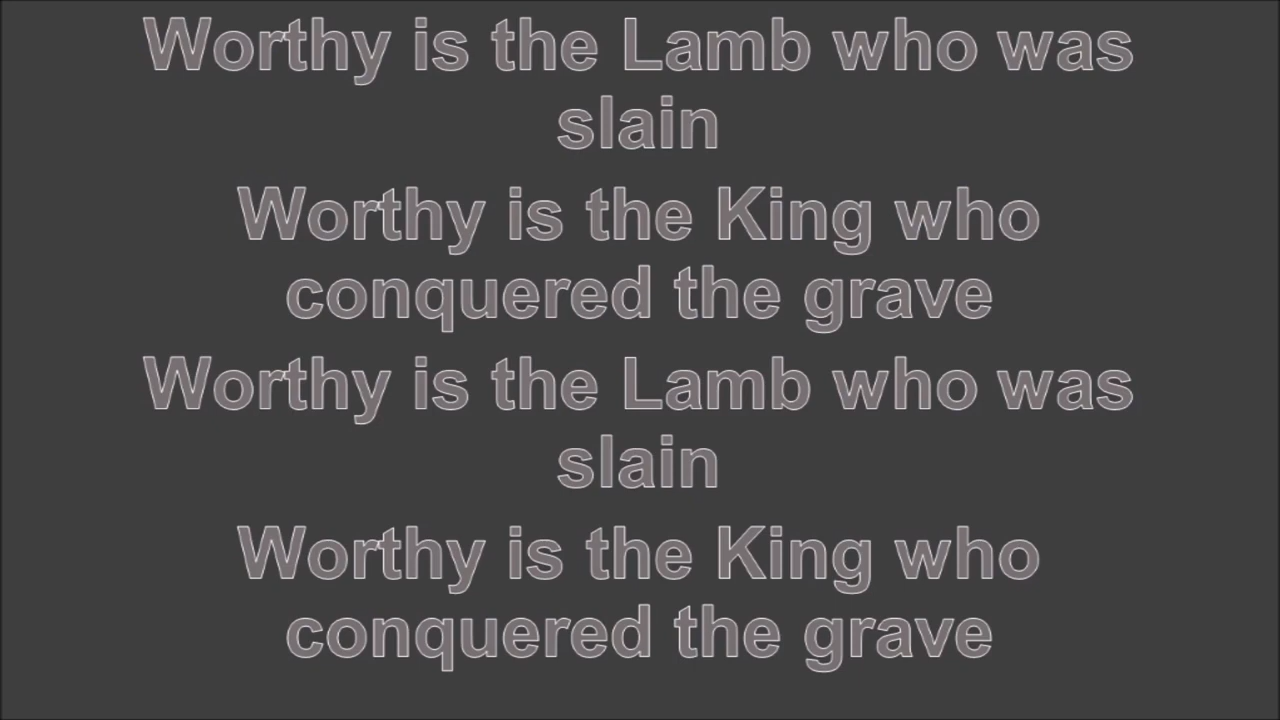 Worthy is the Lamb who was
slain
Worthy is the King who
conquered the grave
Worthy is the Lamb who was
slain
Worthy is the King who
conquered the grave